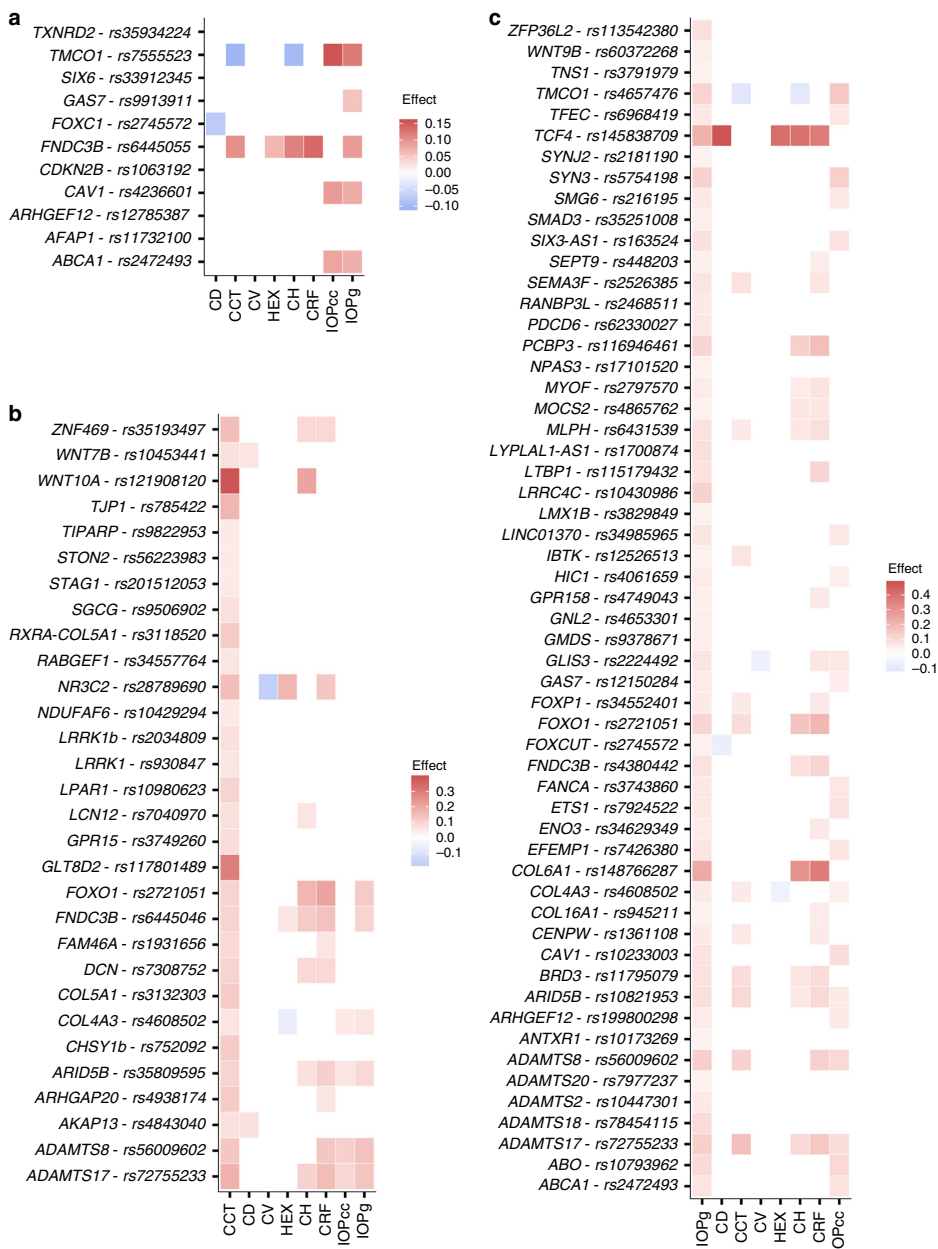 a
TXNRD2 - rs35934224
TMCO1 - rs7555523
SIX6 - rs33912345
GAS7 - rs9913911
FOXC1 - rs2745572
FNDC3B - rs6445055
CDKN2B - rs1063192
CAV1 - rs4236601
ARHGEF12 - rs12785387
AFAP1 - rs11732100
ABCA1 - rs2472493
CD
CCT
CV
HEX
CH
CRF
IOPcc
IOPg
Effect
0.15
0.10
0.05
0.00
−0.05
−0.10
b
ZNF469 - rs35193497
WNT7B - rs10453441
WNT10A - rs121908120
TJP1 - rs785422
TIPARP - rs9822953
STON2 - rs56223983
STAG1 - rs201512053
SGCG - rs9506902
RXRA-COL5A1 - rs3118520
RABGEF1 - rs34557764
NR3C2 - rs28789690
NDUFAF6 - rs10429294
LRRK1b - rs2034809
LRRK1 - rs930847
LPAR1 - rs10980623
LCN12 - rs7040970
GPR15 - rs3749260
GLT8D2 - rs117801489
FOXO1 - rs2721051
FNDC3B - rs6445046
FAM46A - rs1931656
DCN - rs7308752
COL5A1 - rs3132303
COL4A3 - rs4608502
CHSY1b - rs752092
ARID5B - rs35809595
ARHGAP20 - rs4938174
AKAP13 - rs4843040
ADAMTS8 - rs56009602
ADAMTS17 - rs72755233
CCT
CD
CV
HEX
CH
CRF
IOPcc
IOPg
Effect
0.3
0.2
0.1
0.0
−0.1
c
ZFP36L2 - rs113542380
WNT9B - rs60372268
TNS1 - rs3791979
TMCO1 - rs4657476
TFEC - rs6968419
TCF4 - rs145838709
SYNJ2 - rs2181190
SYN3 - rs5754198
SMG6 - rs216195
SMAD3 - rs35251008
SIX3-AS1 - rs163524
SEPT9 - rs448203
SEMA3F - rs2526385
RANBP3L - rs2468511
PDCD6 - rs62330027
PCBP3 - rs116946461
NPAS3 - rs17101520
MYOF - rs2797570
MOCS2 - rs4865762
MLPH - rs6431539
LYPLAL1-AS1 - rs1700874
LTBP1 - rs115179432
LRRC4C - rs10430986
LMX1B - rs3829849
LINC01370 - rs34985965
IBTK - rs12526513
HIC1 - rs4061659
GPR158 - rs4749043
GNL2 - rs4653301
GMDS - rs9378671
GLIS3 - rs2224492
GAS7 - rs12150284
FOXP1 - rs34552401
FOXO1 - rs2721051
FOXCUT - rs2745572
FNDC3B - rs4380442
FANCA - rs3743860
ETS1 - rs7924522
ENO3 - rs34629349
EFEMP1 - rs7426380
COL6A1 - rs148766287
COL4A3 - rs4608502
COL16A1 - rs945211
CENPW - rs1361108
CAV1 - rs10233003
BRD3 - rs11795079
ARID5B - rs10821953
ARHGEF12 - rs199800298
ANTXR1 - rs10173269
ADAMTS8 - rs56009602
ADAMTS20 - rs7977237
ADAMTS2 - rs10447301
ADAMTS18 - rs78454115
ADAMTS17 - rs72755233
ABO - rs10793962
ABCA1 - rs2472493
IOPg
CD
CCT
CV
HEX
CH
CRF
OPcc
Effect
0.4
0.3
0.2
0.1
0.0
−0.1